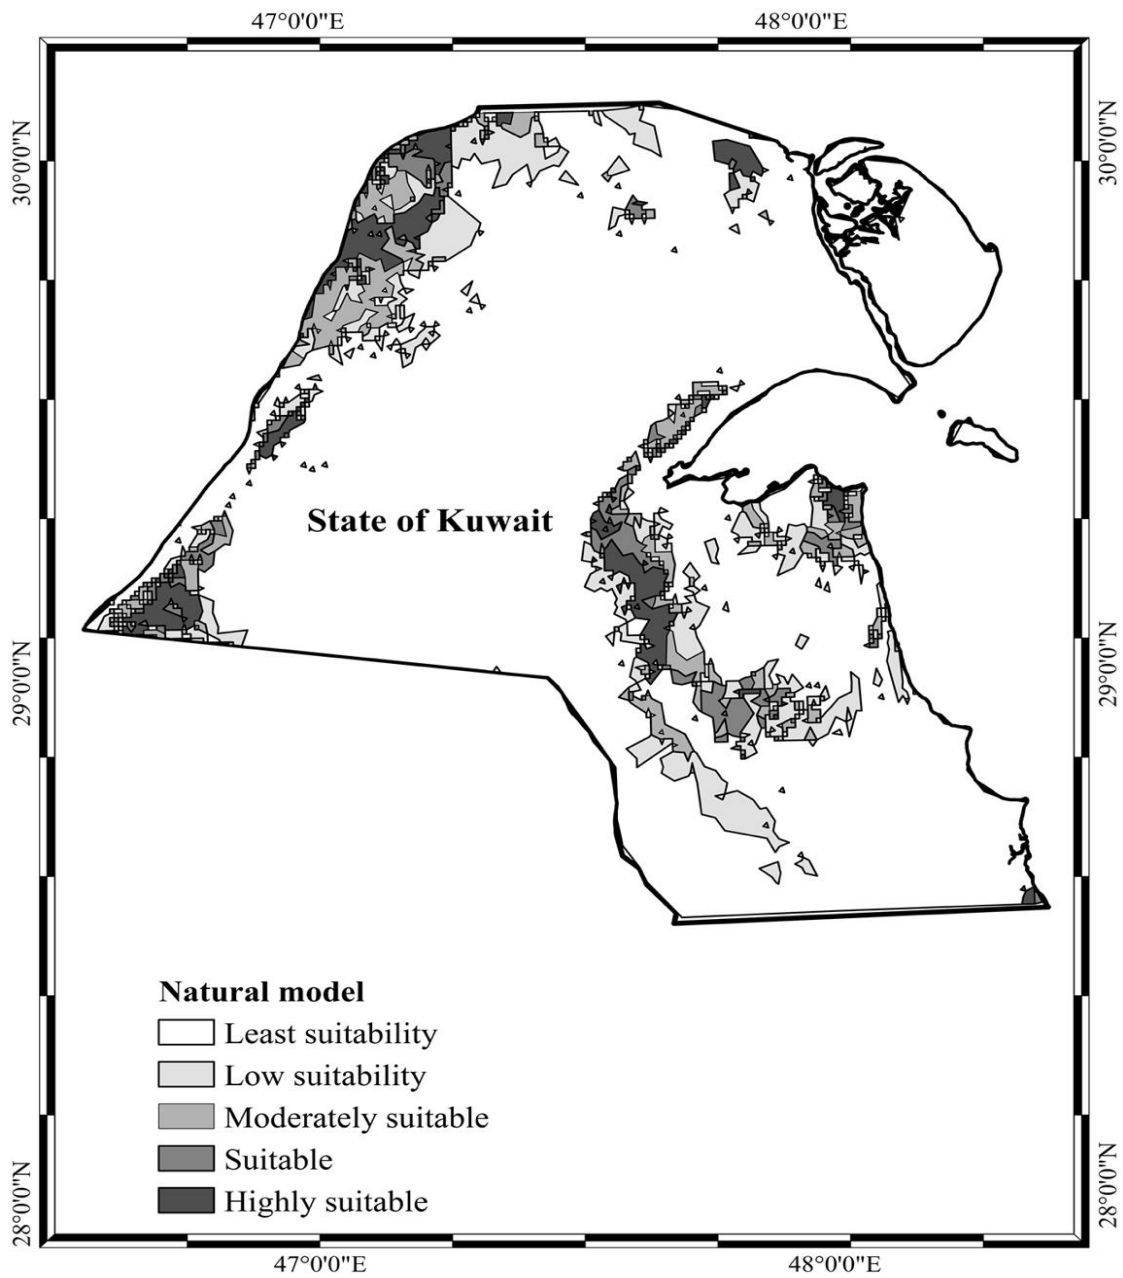 47°0'0"E 48°0'0"E
30°0'0"N 30°0'0"N
State of Kuwait
29°0'0"N 29°0'0"N
Natural model
Least suitability
Low suitability
Moderately suitable
Suitable
Highly suitable
28°0'0"N 28°0'0"N
47°0'0"E 48°0'0"E